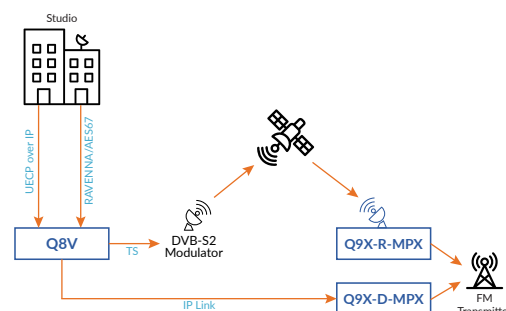 Studio
UECP over IP
RAVENNA/AES67
Q8V
TS
DVB-S2
Modulator
Q9X-R-MPX
IP Link
Q9X-D-MPX
FM